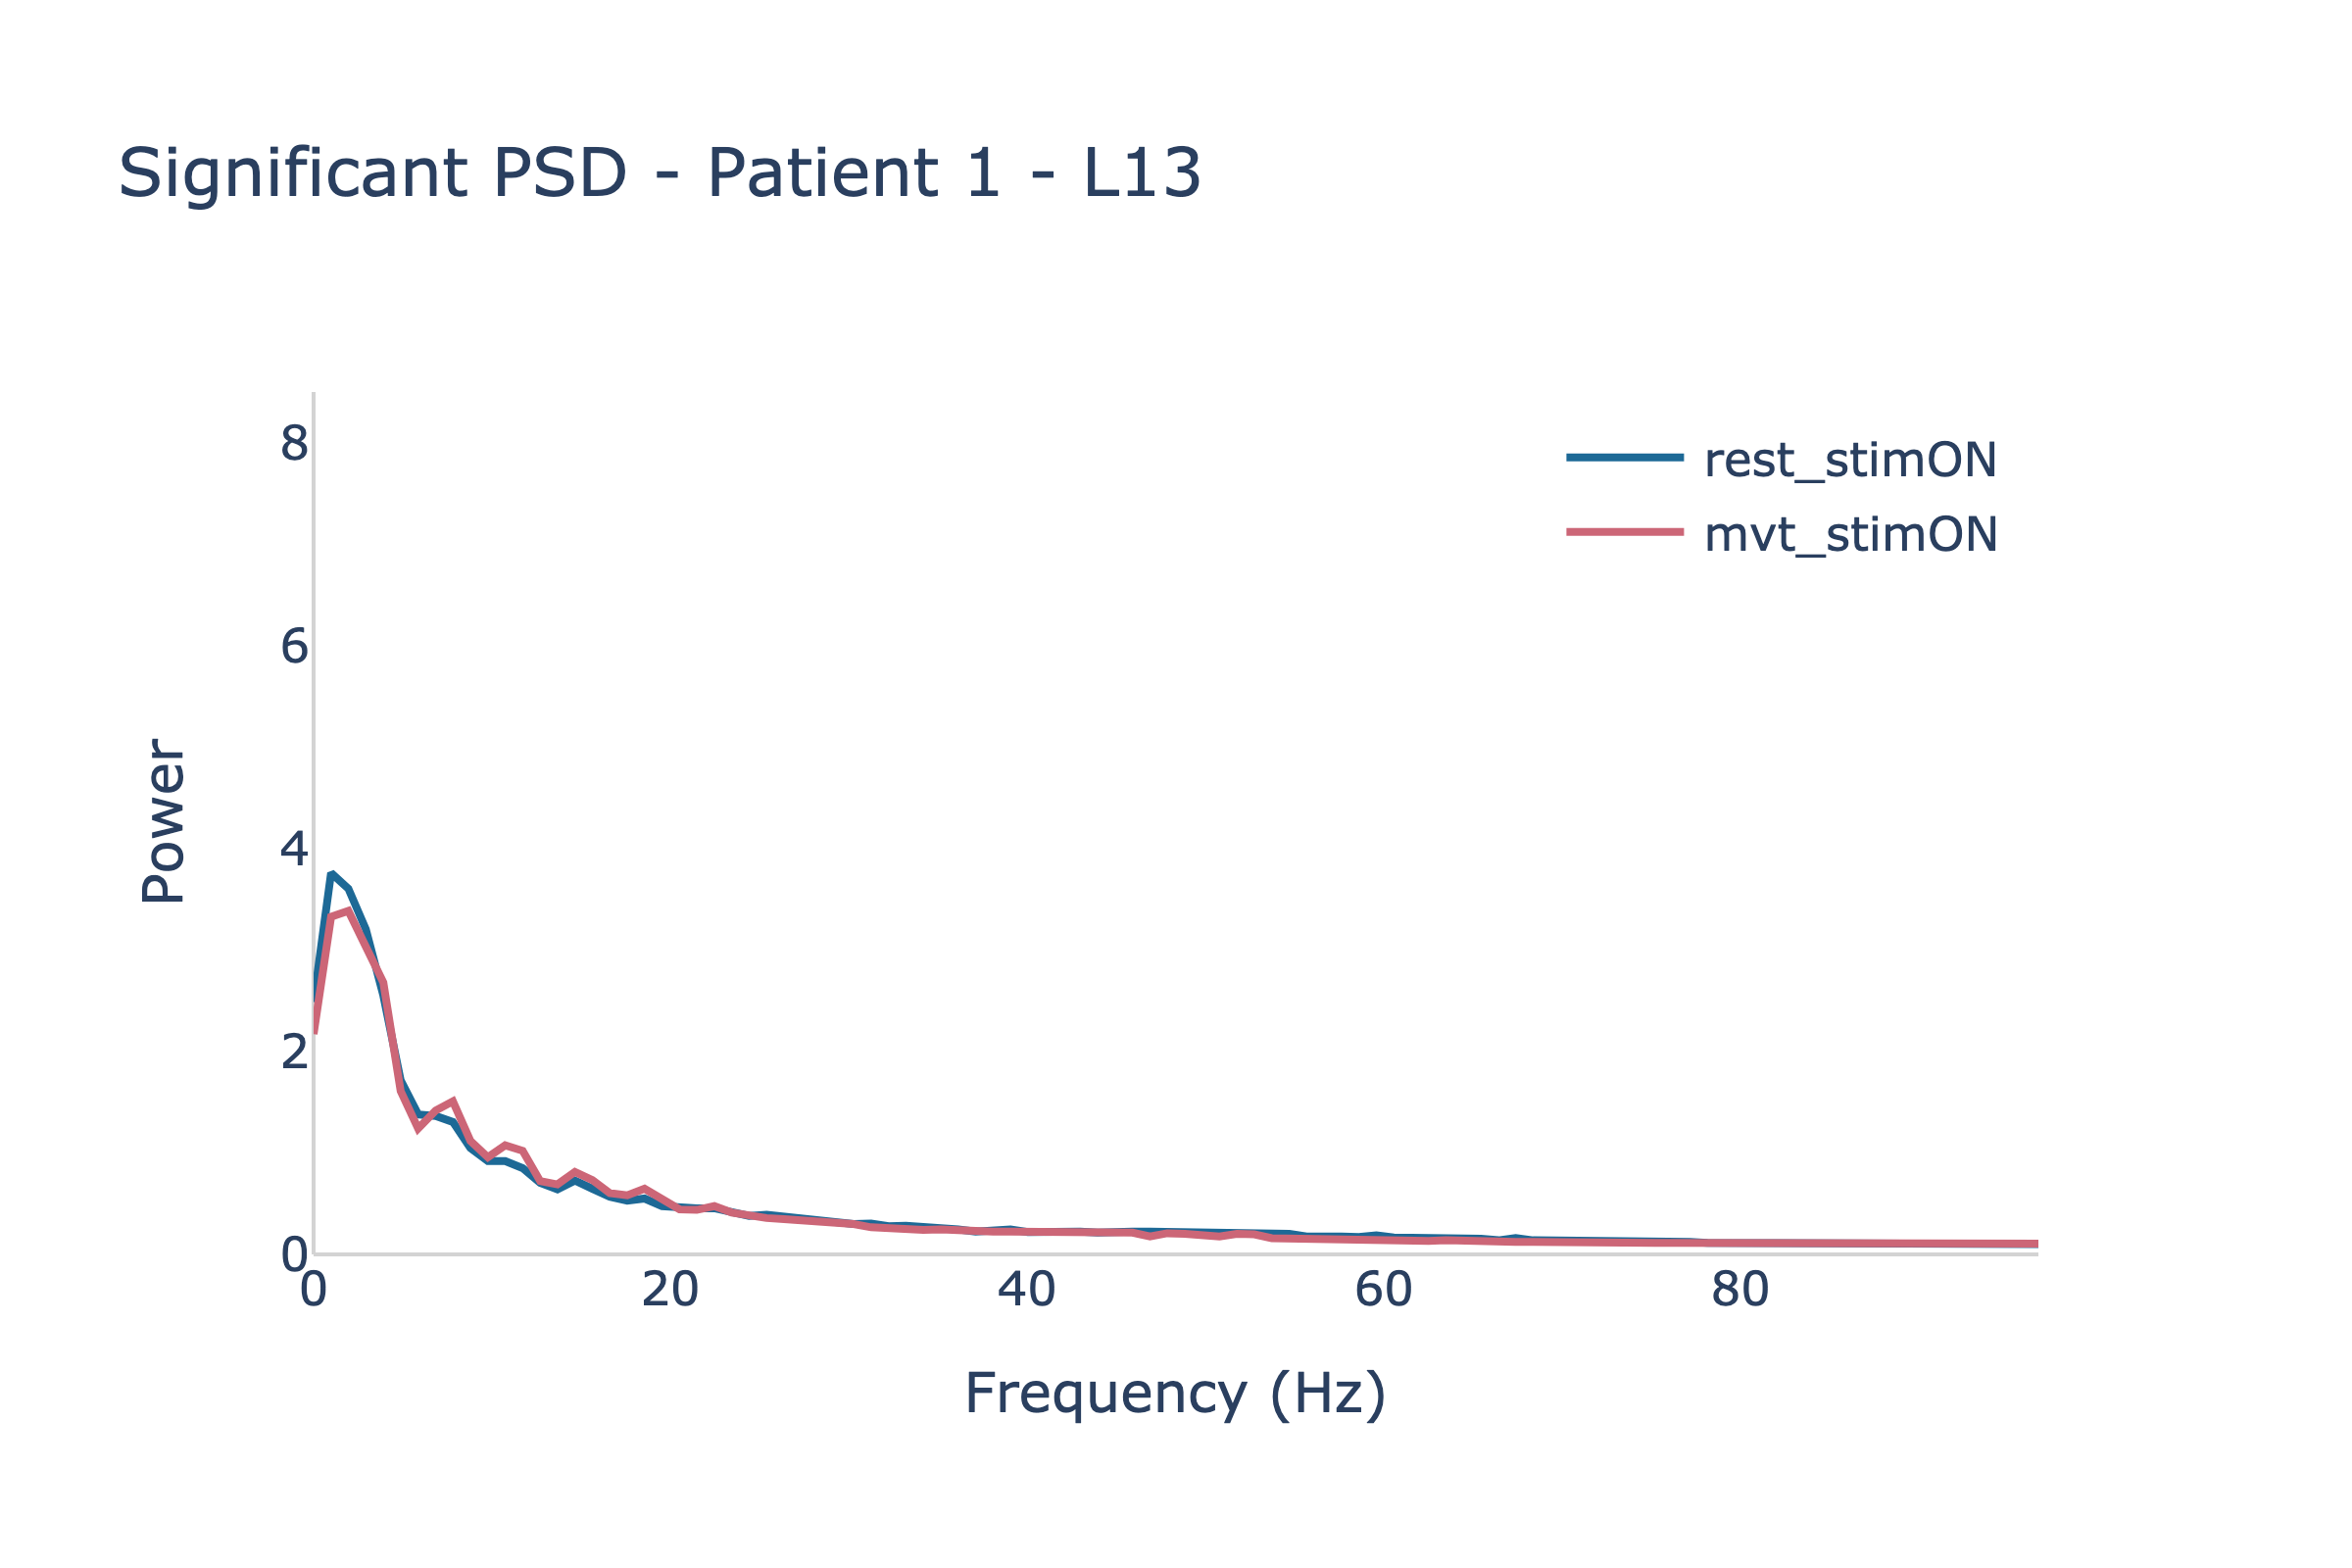 Significant PSD - Patient 1 - L13
rest_stimON
mvt_stimON
Power
8
6
4
2
0
0 20 40 60 80
Frequency (Hz)